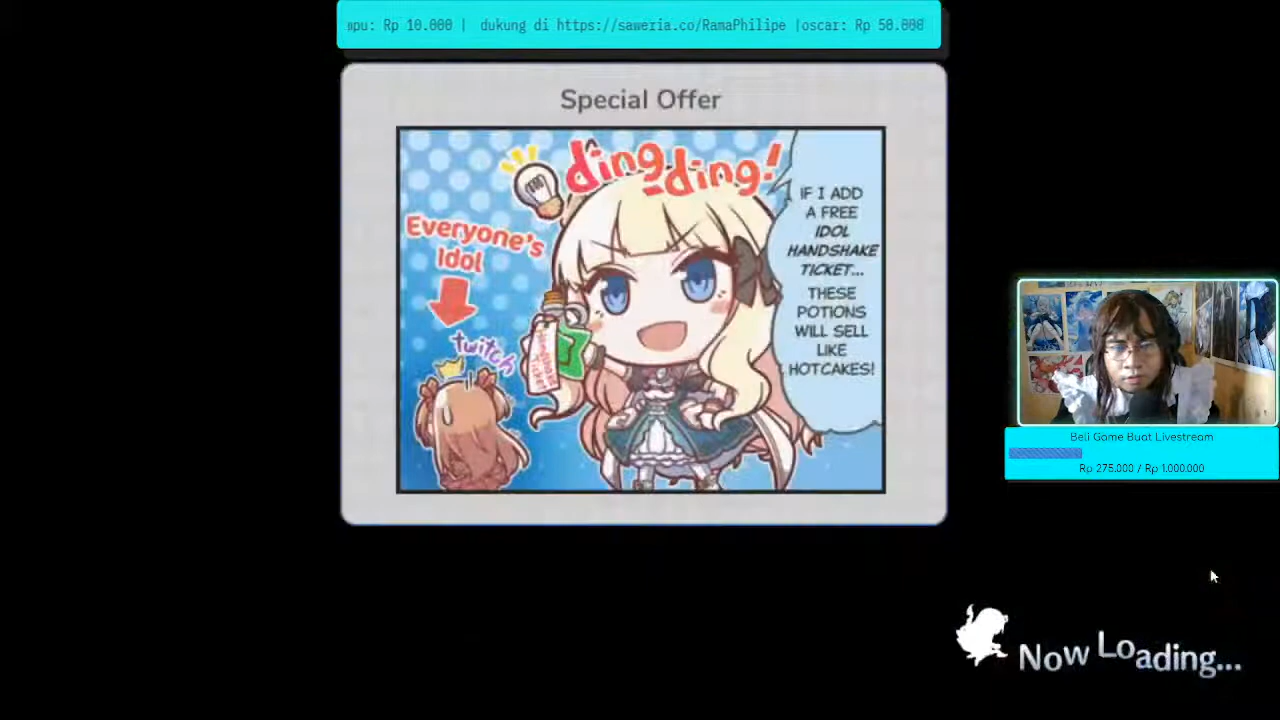 mpu: Rp 10.000 | dukung di https://saweria.co/RamaPhilipe |oscar: Rp 50.000
Special Offer
ding-ding!
Everyone's
Idol
twitch
Handshake
Ticket
IF I ADD
A FREE
IDOL
HANDSHAKE
TICKET...
THESE
POTIONS
WILL SELL
LIKE
HOTCAKES!
Beli Game Buat Livestream
Rp 275.000 / Rp 1.000.000
Now Loading...